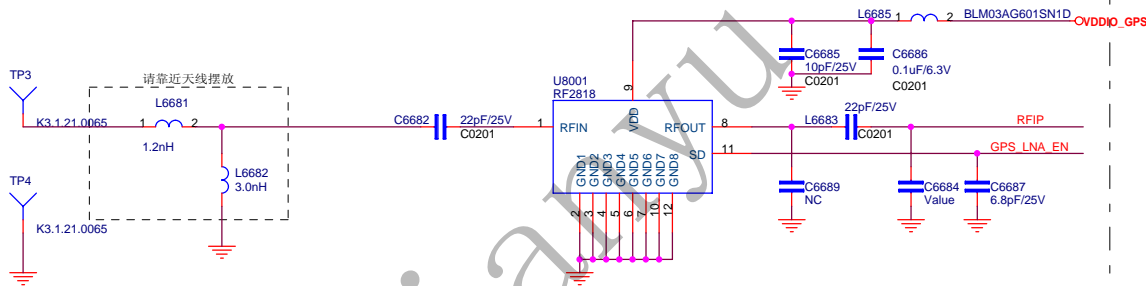 L6685
1
2
BLM03AG601SN1D
VDDIO_GPS
C6685
10pF/25V
C0201
C6686
0.1uF/6.3V
C0201
TP3
请靠近天线摆放
L6681
K3.1.21.0065
1
2
1.2nH
L6682
3.0nH
TP4
K3.1.21.0065
C6682
22pF/25V
C0201
U8001
RF2818
9
VDD
1
RFIN
RFOUT
8
SD
11
GND1
GND2
GND3
GND4
GND5
GND6
GND7
GND8
2
3
4
5
6
7
10
12
22pF/25V
L6683
C0201
RFIP
GPS_LNA_EN
C6689
NC
C6684
Value
C6687
6.8pF/25V